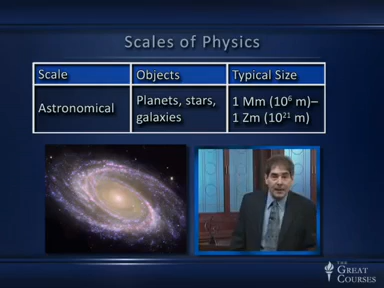 Scales of Physics
Scale Objects Typical Size
Astronomical Planets, stars, galaxies 1 Mm (10⁶ m)– 1 Zm (10²¹ m)
THE
GREAT
COURSES